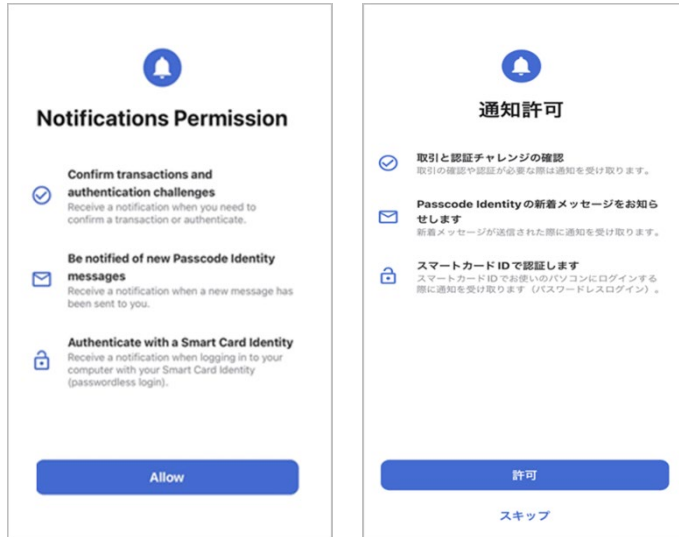 Notifications Permission
Confirm transactions and
authentication challenges
Receive a notification when you need to
confirm a transaction or authenticate.
Be notified of new Passcode Identity
messages
Receive a notification when a new message has
been sent to you.
Authenticate with a Smart Card Identity
Receive a notification when logging in to your
computer with your Smart Card Identity
(passwordless login).
Allow
通知許可
取引と認証チャレンジの確認
取引の確認や認証が必要な際は通知を受け取ります。
Passcode Identityの新着メッセージをお知ら
せします
新着メッセージが送信された際に通知を受け取ります。
スマートカードIDで認証します
スマートカードIDでお使いのパソコンにログインする
際に通知を受け取ります（パスワードレスログイン）。
許可
スキップ